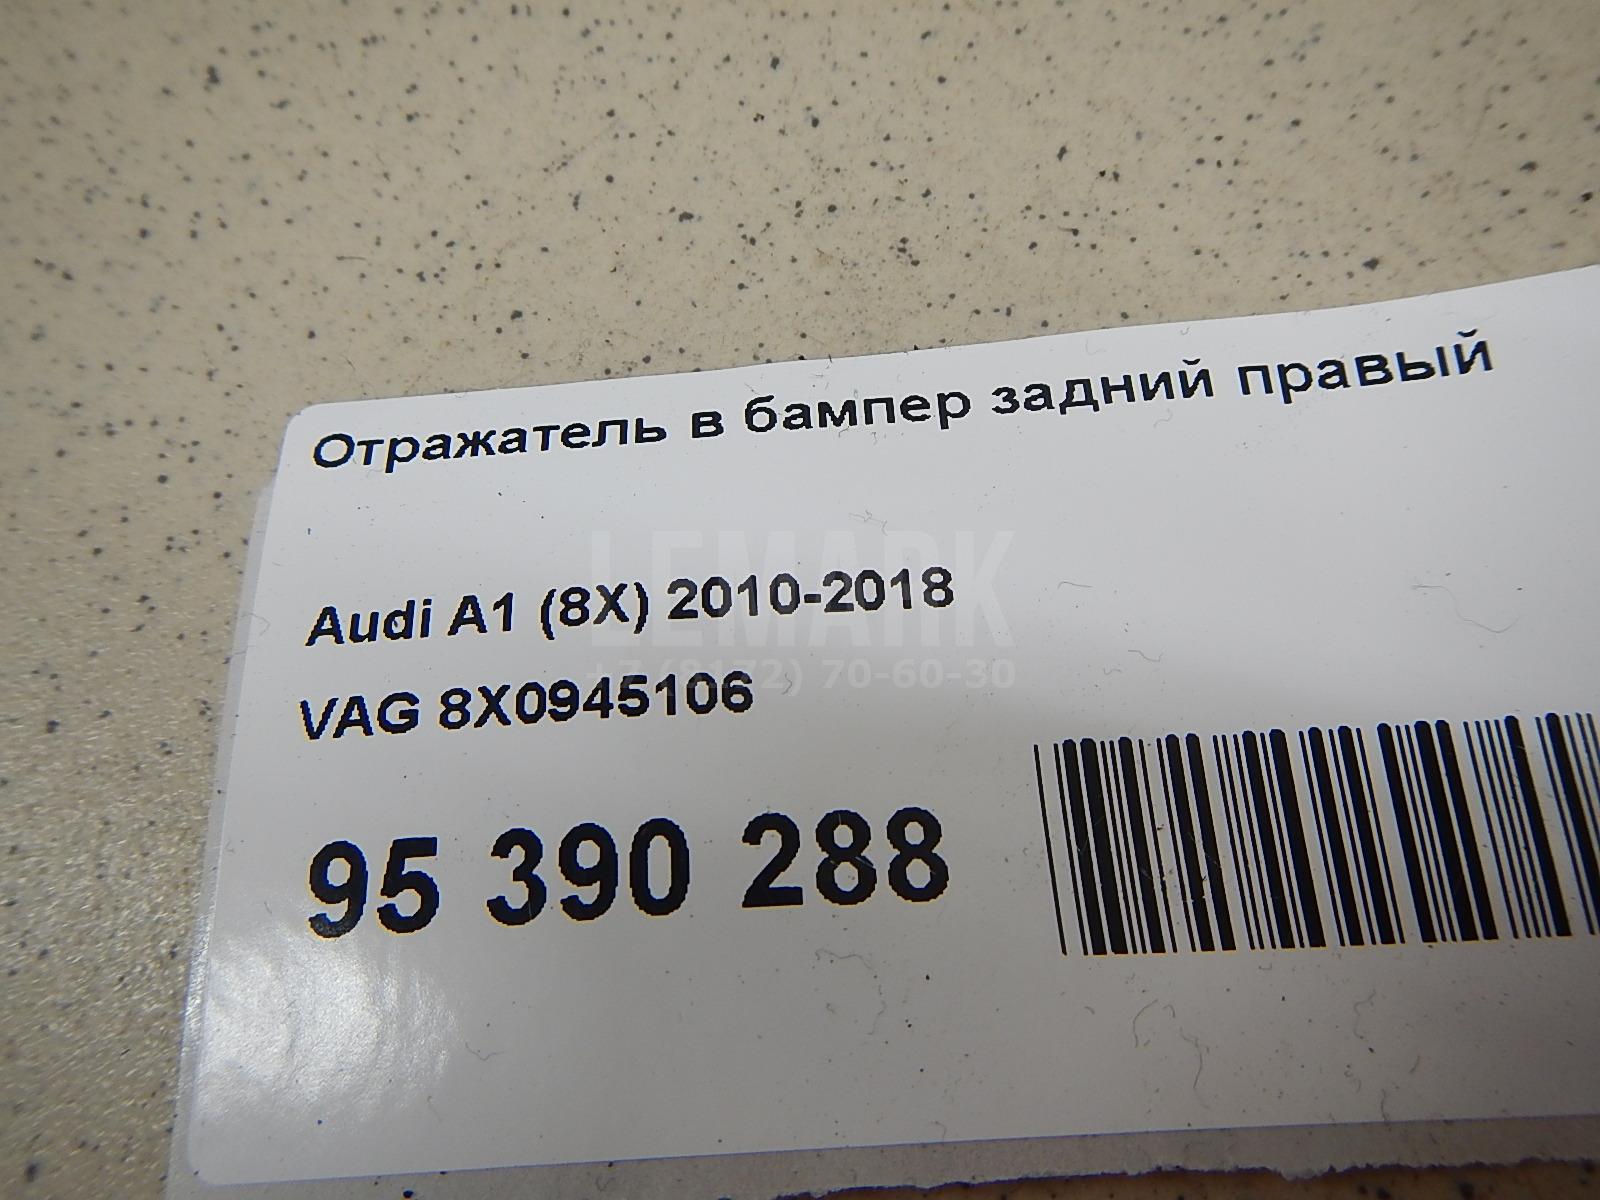 Отражатель в бампер задний правый
LEMARK
Audi A1 (8X) 2010-2018
+7 (8172) 70-60-30
VAG 8X0945106
95 390 288